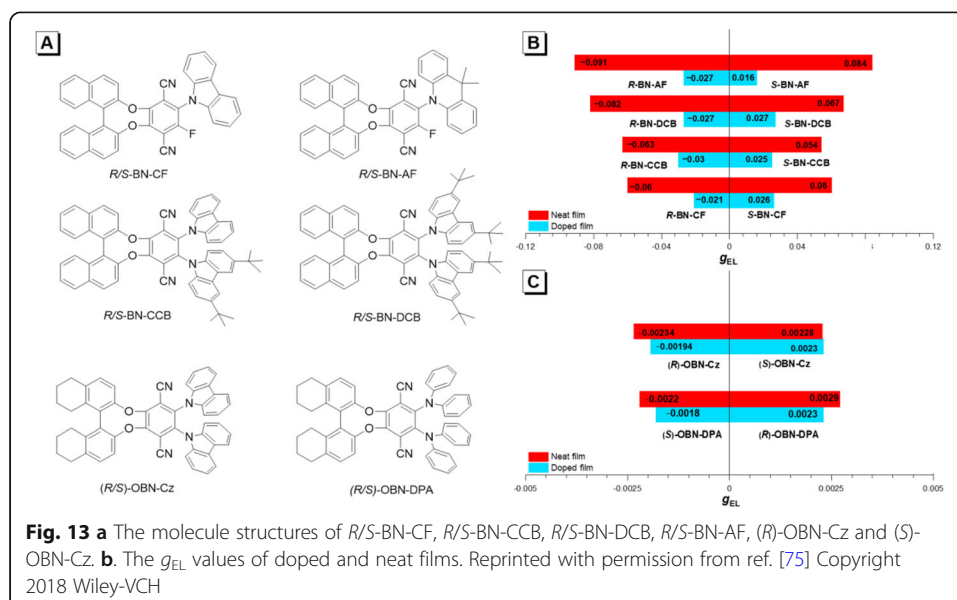 A
CN
O
N
O
F
CN
R/S-BN-CF
CN
O
N
O
F
CN
R/S-BN-AF
CN
O
N
O
N
CN
R/S-BN-CCB
CN
O
N
O
N
CN
R/S-BN-DCB
CN
O
N
O
N
CN
(R/S)-OBN-Cz
CN
O
N
O
N
CN
(R/S)-OBN-DPA
B
−0.091 0.084
R-BN-AF −0.027 0.016 S-BN-AF
−0.082 0.067
R-BN-DCB −0.027 0.027 S-BN-DCB
−0.063 0.054
R-BN-CCB −0.03 0.025 S-BN-CCB
−0.06 0.06
R-BN-CF −0.021 0.026 S-BN-CF
Neat film
Doped film
-0.12 -0.08 -0.04 0 0.04 0.12
gEL
C
−0.00234 0.00228
−0.00194 0.0023
(R)-OBN-Cz (S)-OBN-Cz
−0.0022 0.0029
−0.0018 0.0023
(S)-OBN-DPA (R)-OBN-DPA
Neat film
Doped film
-0.005 -0.0025 0 0.0025 0.005
gEL
Fig. 13 a The molecule structures of R/S-BN-CF, R/S-BN-CCB, R/S-BN-DCB, R/S-BN-AF, (R)-OBN-Cz and (S)-
OBN-Cz. b. The gEL values of doped and neat films. Reprinted with permission from ref. [75] Copyright
2018 Wiley-VCH